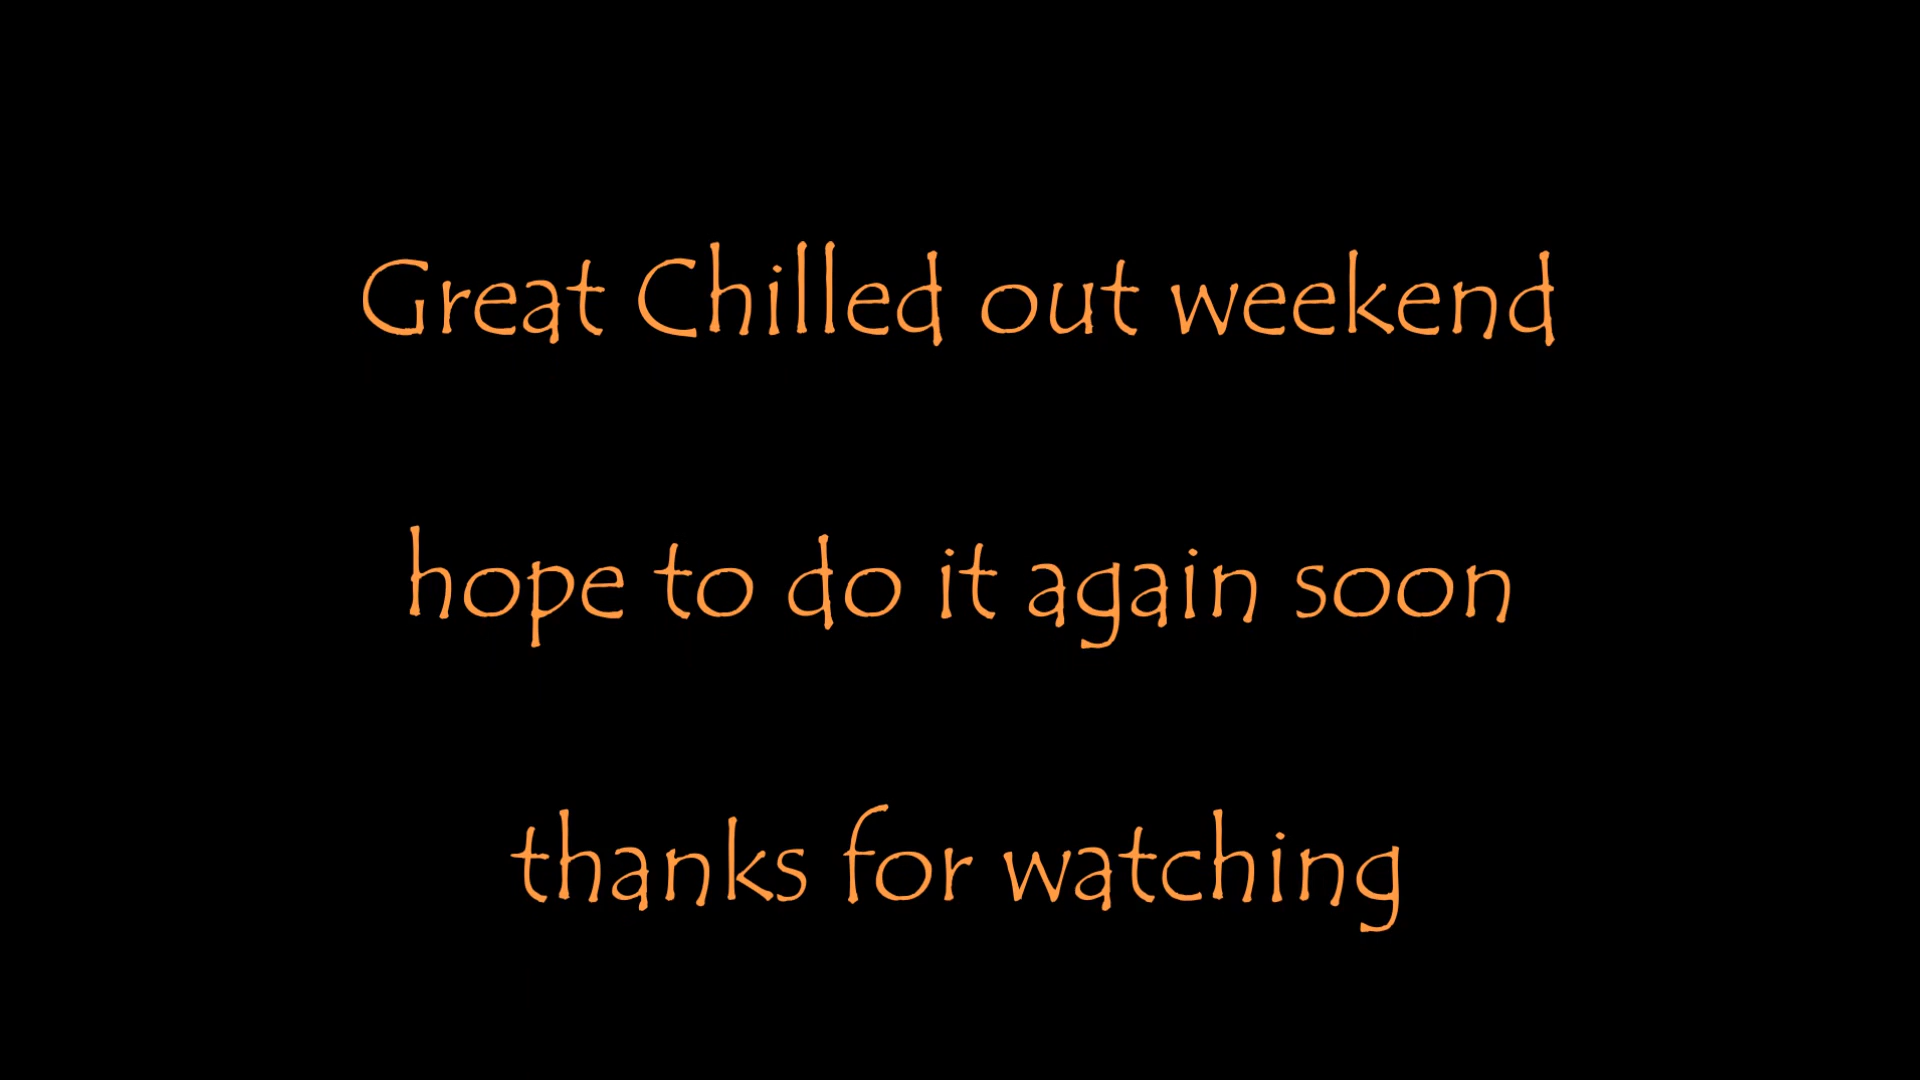 Great Chilled out weekend
hope to do it again soon
thanks for watching